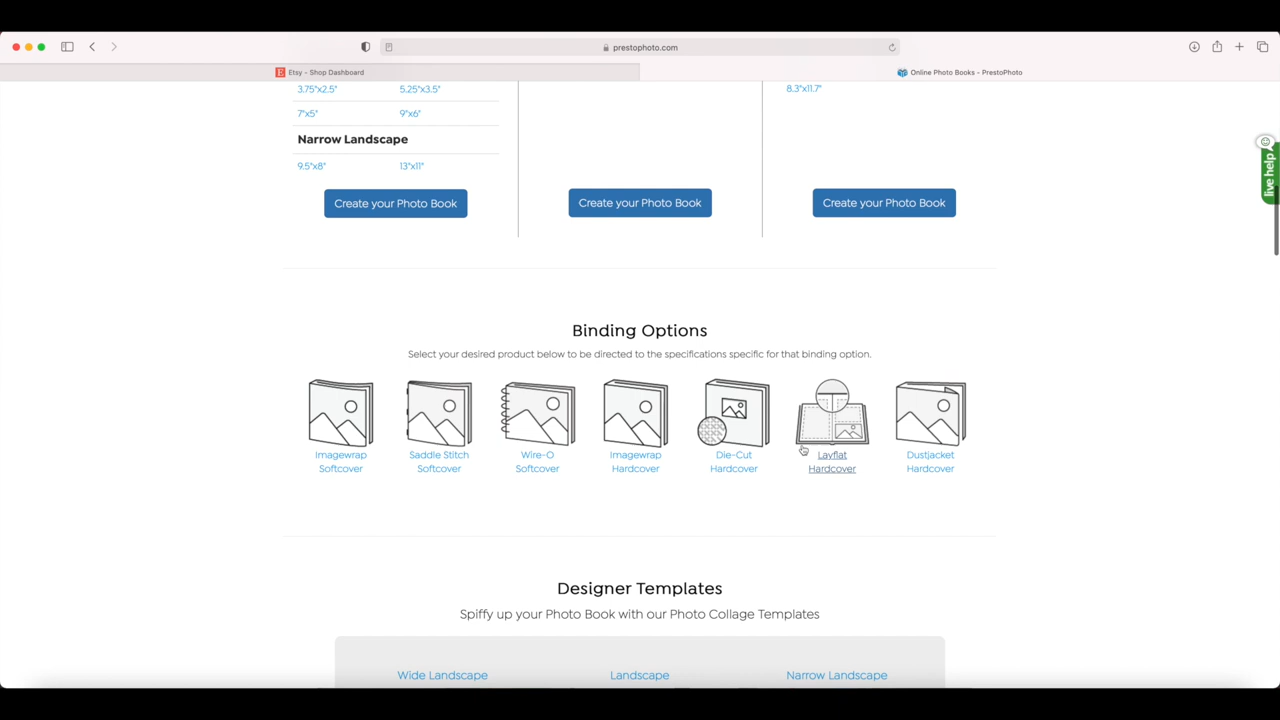 prestophoto.com
Etsy - Shop Dashboard
Online Photo Books - PrestoPhoto
3.75"x2.5" 5.25"x3.5" 8.3"x11.7"
7"x5" 9"x6"
Narrow Landscape
9.5"x8" 13"x11"
Create your Photo Book Create your Photo Book Create your Photo Book
live help
Binding Options
Select your desired product below to be directed to the specifications specific for that binding option.
Imagewrap Softcover
Saddle Stitch Softcover
Wire-O Softcover
Imagewrap Hardcover
Die-Cut Hardcover
Layflat Hardcover
Dustjacket Hardcover
Designer Templates
Spiffy up your Photo Book with our Photo Collage Templates
Wide Landscape Landscape Narrow Landscape